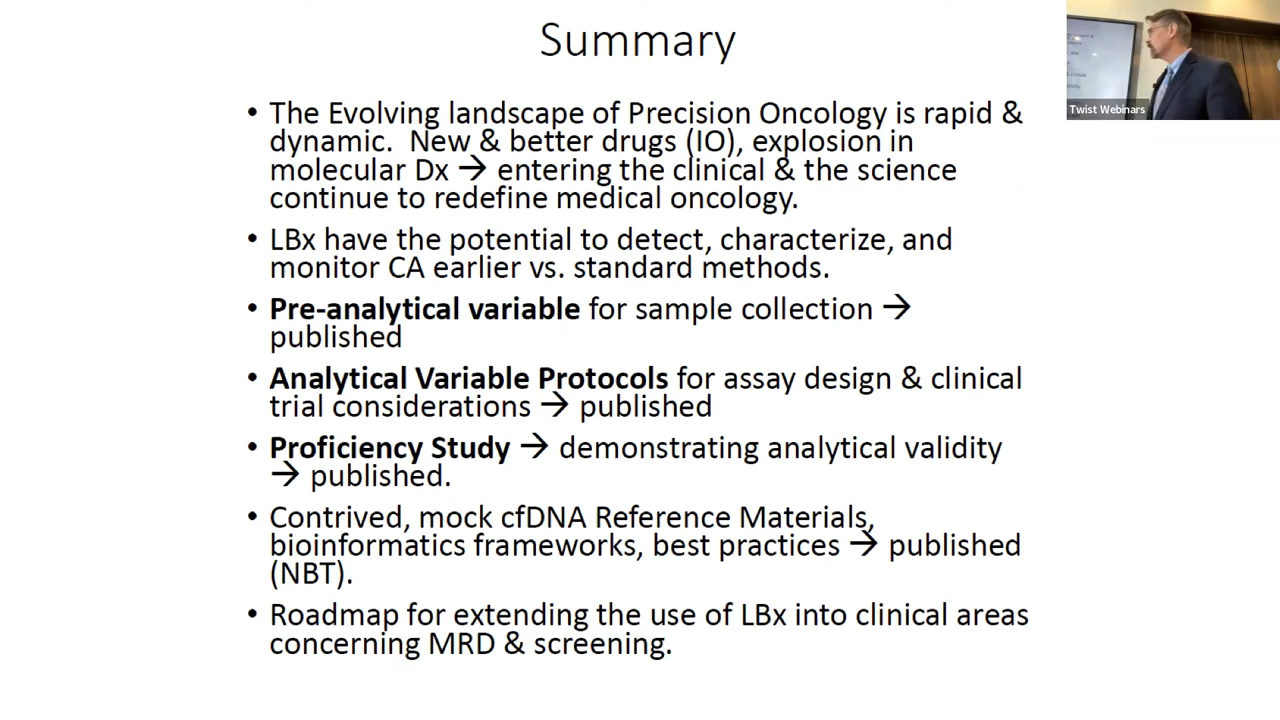 Summary
• The Evolving landscape of Precision Oncology is rapid &
dynamic.  New & better drugs (IO), explosion in
molecular Dx → entering the clinical & the science
continue to redefine medical oncology.
• LBx have the potential to detect, characterize, and
monitor CA earlier vs. standard methods.
• Pre-analytical variable for sample collection →
published
• Analytical Variable Protocols for assay design & clinical
trial considerations → published
• Proficiency Study → demonstrating analytical validity
→ published.
• Contrived, mock cfDNA Reference Materials,
bioinformatics frameworks, best practices → published
(NBT).
• Roadmap for extending the use of LBx into clinical areas
concerning MRD & screening.
Twist Webinars